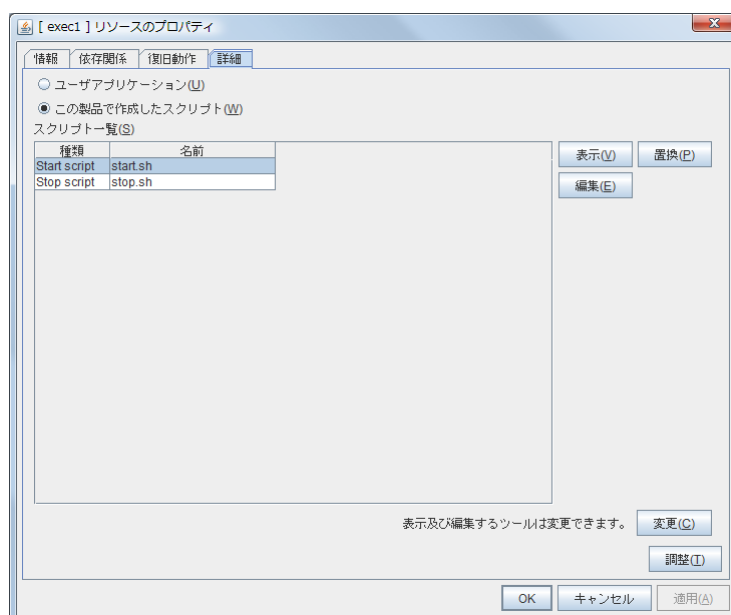 [ exec1 ] リソースのプロパティ
情報 依存関係 復旧動作 詳細
ユーザアプリケーション(U)
この製品で作成したスクリプト(W)
スクリプト一覧(S)
種類 名前
Start script start.sh
Stop script stop.sh
表示(V) 置換(P)
編集(E)
表示及び編集するツールは変更できます。 変更(C)
調整(T)
OK キャンセル 適用(A)